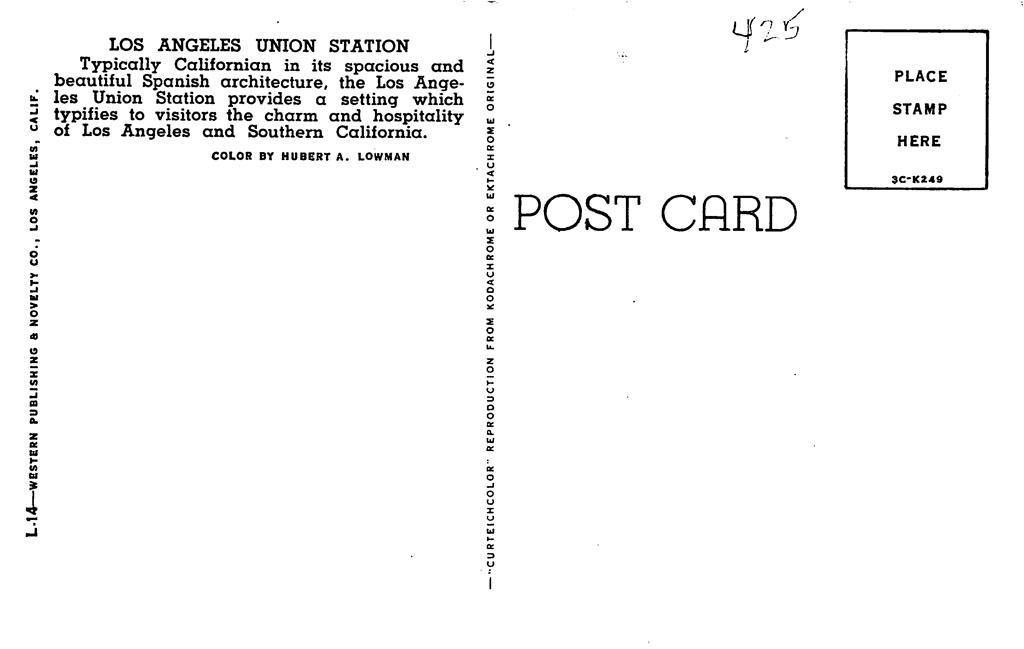 LOS ANGELES UNION STATION
Typically Californian in its spacious and
beautiful Spanish architecture, the Los Ange-
les Union Station provides a setting which
typifies to visitors the charm and hospitality
of Los Angeles and Southern California.
COLOR BY HUBERT A. LOWMAN
L-14—WESTERN PUBLISHING & NOVELTY CO., LOS ANGELES, CALIF.
—"CURTEICHCOLOR" REPRODUCTION FROM KODACHROME OR EKTACHROME ORIGINAL—
425
POST CARD
PLACE
STAMP
HERE
3C-K249